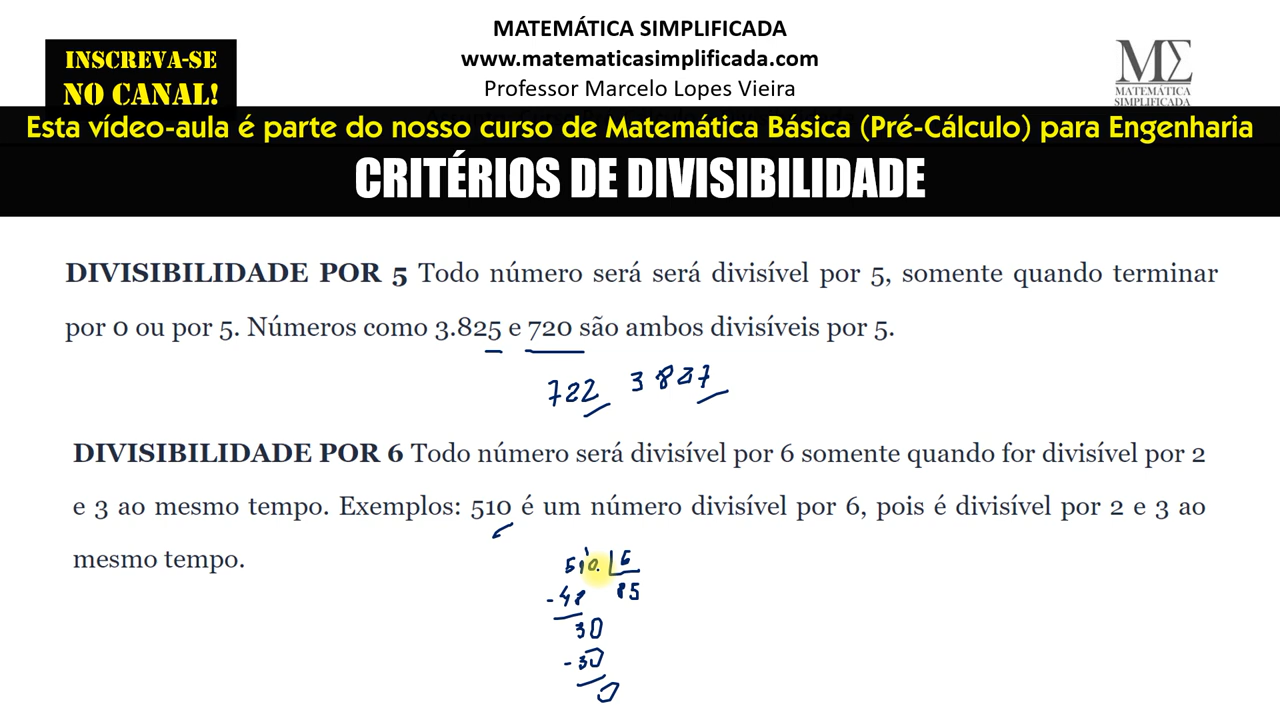 MATEMÁTICA SIMPLIFICADA
www.matematicasimplificada.com
Professor Marcelo Lopes Vieira
INSCREVA-SE
NO CANAL!
MΣ
MATEMÁTICA
SIMPLIFICADA
Esta vídeo-aula é parte do nosso curso de Matemática Básica (Pré-Cálculo) para Engenharia
CRITÉRIOS DE DIVISIBILIDADE
DIVISIBILIDADE POR 5 Todo número será será divisível por 5, somente quando terminar
por 0 ou por 5. Números como 3.825 e 720 são ambos divisíveis por 5.
722 3827
DIVISIBILIDADE POR 6 Todo número será divisível por 6 somente quando for divisível por 2
e 3 ao mesmo tempo. Exemplos: 510 é um número divisível por 6, pois é divisível por 2 e 3 ao
mesmo tempo.
510 6
-48 85
30
-30
0